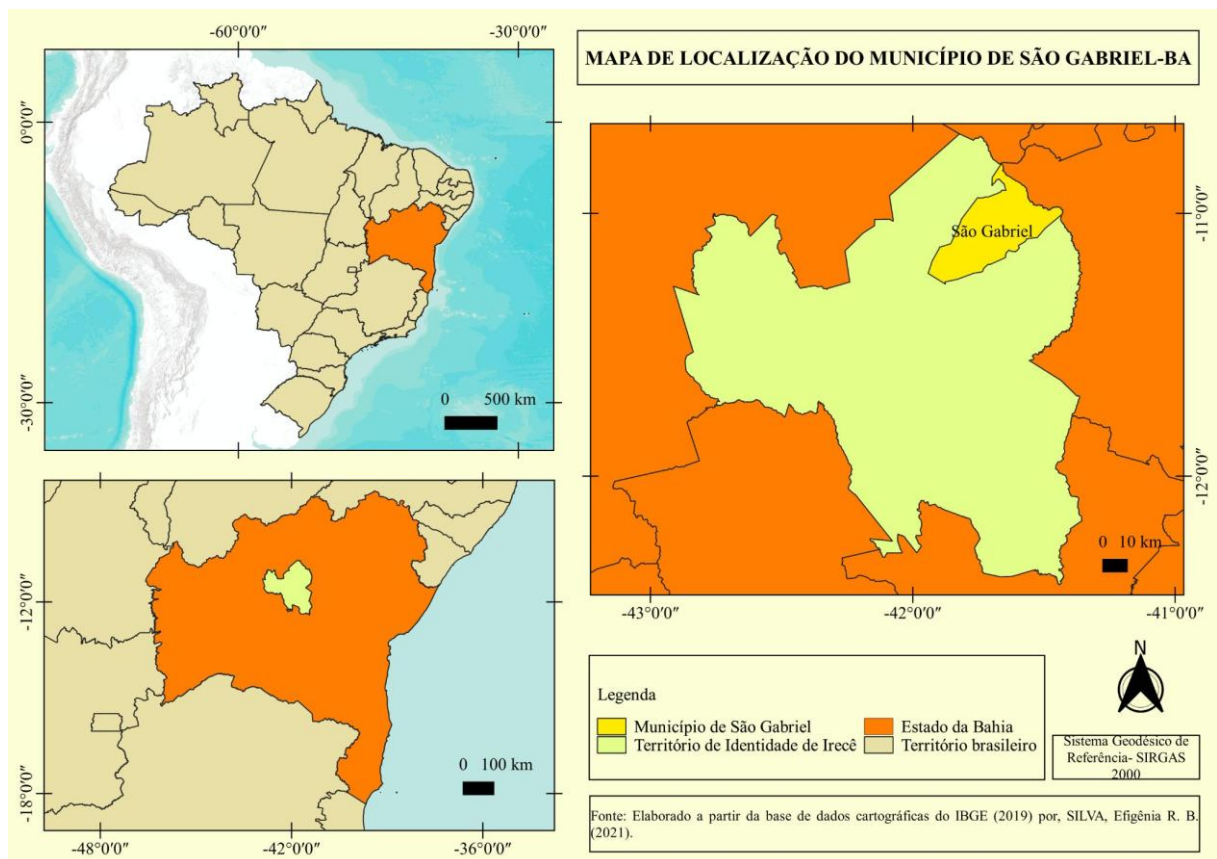 MAPA DE LOCALIZAÇÃO DO MUNICÍPIO DE SÃO GABRIEL-BA
-60°0'0"
-30°0'0"
0°0'0"
-30°0'0"
0 500 km
São Gabriel
-11°0'0"
-12°0'0"
0 10 km
-43°0'0"
-42°0'0"
-41°0'0"
-12°0'0"
-18°0'0"
0 100 km
-48°0'0"
-42°0'0"
-36°0'0"
Legenda
Município de São Gabriel
Estado da Bahia
Território de Identidade de Irecê
Território brasileiro
N
Sistema Geodésico de
Referência- SIRGAS
2000
Fonte: Elaborado a partir da base de dados cartográficas do IBGE (2019) por, SILVA, Efigênia R. B.
(2021).